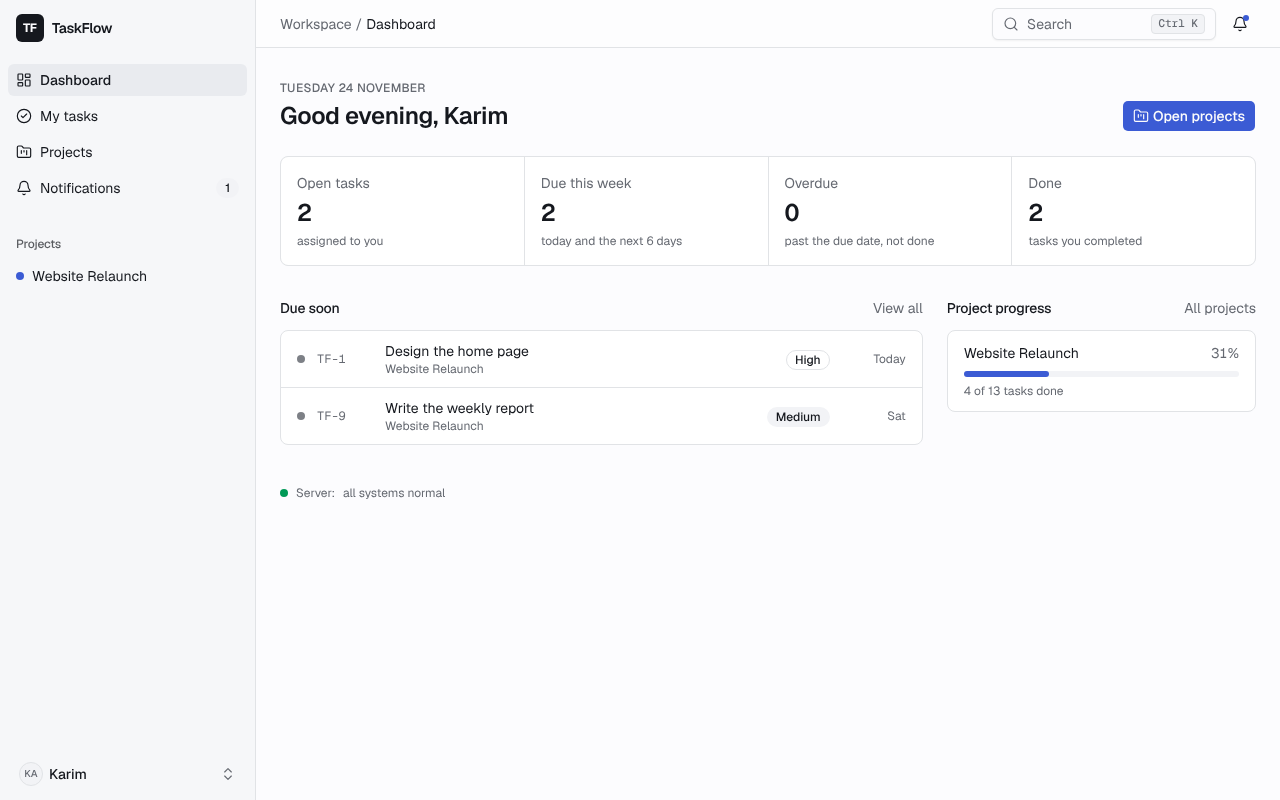 TF TaskFlow
Dashboard
My tasks
Projects
Notifications 1
Projects
Website Relaunch
KA Karim
Workspace / Dashboard
Search Ctrl K
TUESDAY 24 NOVEMBER
Good evening, Karim
Open projects
Open tasks
2
assigned to you
Due this week
2
today and the next 6 days
Overdue
0
past the due date, not done
Done
2
tasks you completed
Due soon View all
TF-1 Design the home page High Today
Website Relaunch
TF-9 Write the weekly report Medium Sat
Website Relaunch
Project progress All projects
Website Relaunch 31%
4 of 13 tasks done
Server: all systems normal